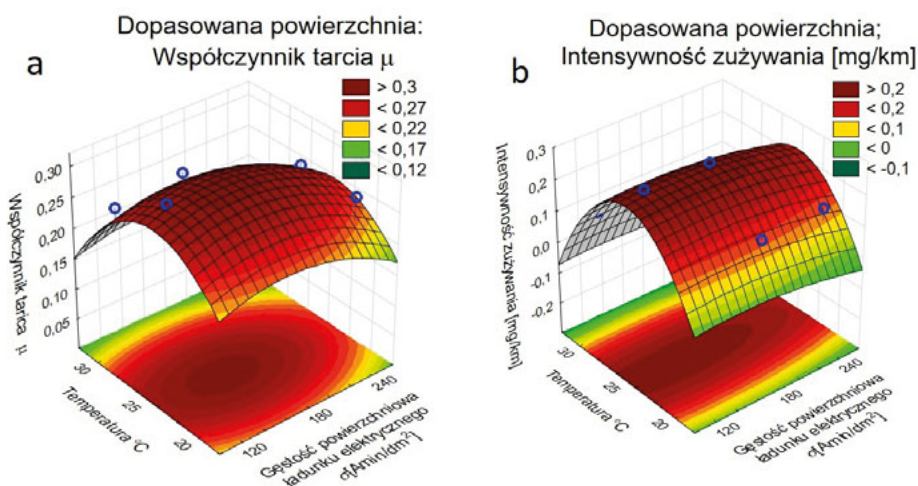 a
Dopasowana powierzchnia:
Współczynnik tarcia μ
> 0,3
< 0,27
< 0,22
< 0,17
< 0,12
Współczynnik tarica μ
0,30
0,25
0,20
0,15
0,10
0,05
30
25
20
Temperatura °C
120
180
240
Gęstość powierzchniowa
ładunku elektrycznego
σ[Amin/dm²]
b
Dopasowana powierzchnia;
Intensywność zużywania [mg/km]
> 0,2
< 0,2
< 0,1
< 0
< -0,1
Intensywność zużywania [mg/km]
0,3
0,2
0,1
0,0
-0,1
-0,2
30
25
20
Temperatura °C
120
180
240
Gęstość powierzchniowa
ładunku elektrycznego
σ[Amin/dm²]